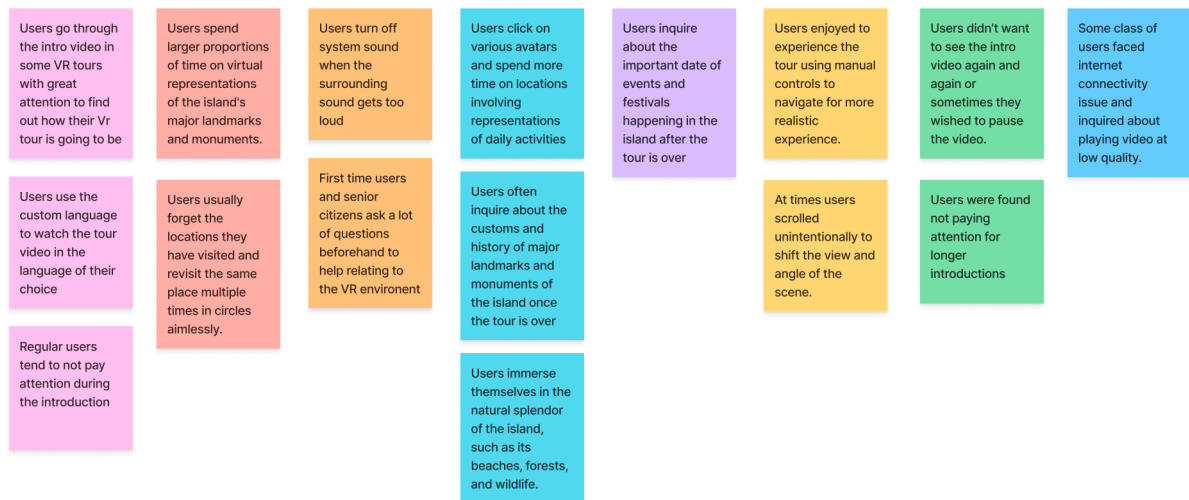 Users go through
the intro video in
some VR tours
with great
attention to find
out how their Vr
tour is going to be
Users use the
custom language
to watch the tour
video in the
language of their
choice
Regular users
tend to not pay
attention during
the introduction
Users spend
larger proportions
of time on virtual
representations
of the island's
major landmarks
and monuments.
Users usually
forget the
locations they
have visited and
revisit the same
place multiple
times in circles
aimlessly.
Users turn off
system sound
when the
surrounding
sound gets too
loud
First time users
and senior
citizens ask a lot
of questions
beforehand to
help relating to
the VR environent
Users click on
various avatars
and spend more
time on locations
involving
representations
of daily activities
Users often
inquire about the
customs and
history of major
landmarks and
monuments of
the island once
the tour is over
Users immerse
themselves in the
natural splendor
of the island,
such as its
beaches, forests,
and wildlife.
Users inquire
about the
important date of
events and
festivals
happening in the
island after the
tour is over
Users enjoyed to
experience the
tour using manual
controls to
navigate for more
realistic
experience.
At times users
scrolled
unintentionally to
shift the view and
angle of the
scene.
Users didn't want
to see the intro
video again and
again or
sometimes they
wished to pause
the video.
Users were found
not paying
attention for
longer
introductions
Some class of
users faced
internet
connectivity
issue and
inquired about
playing video at
low quality.